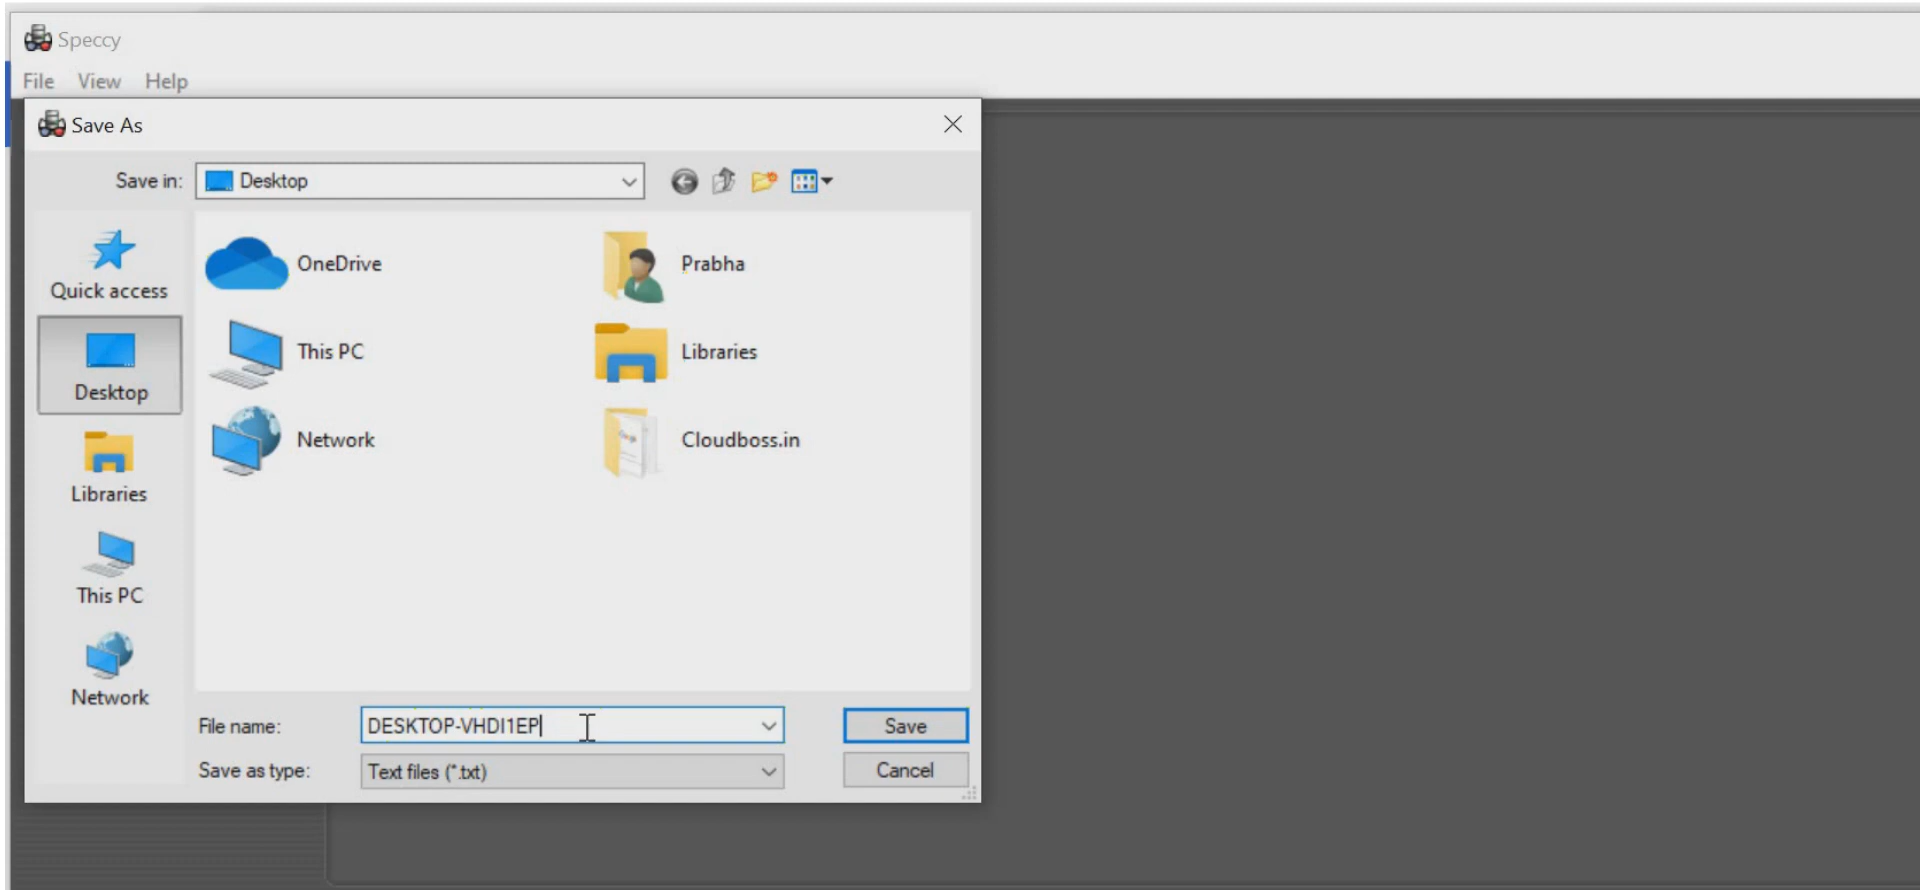 Speccy
File View Help
Save As
Save in: Desktop
Quick access
Desktop
Libraries
This PC
Network
OneDrive
Prabha
This PC
Libraries
Network
Cloudboss.in
File name: DESKTOP-VHDI1EP
Save
Save as type: Text files (*.txt)
Cancel